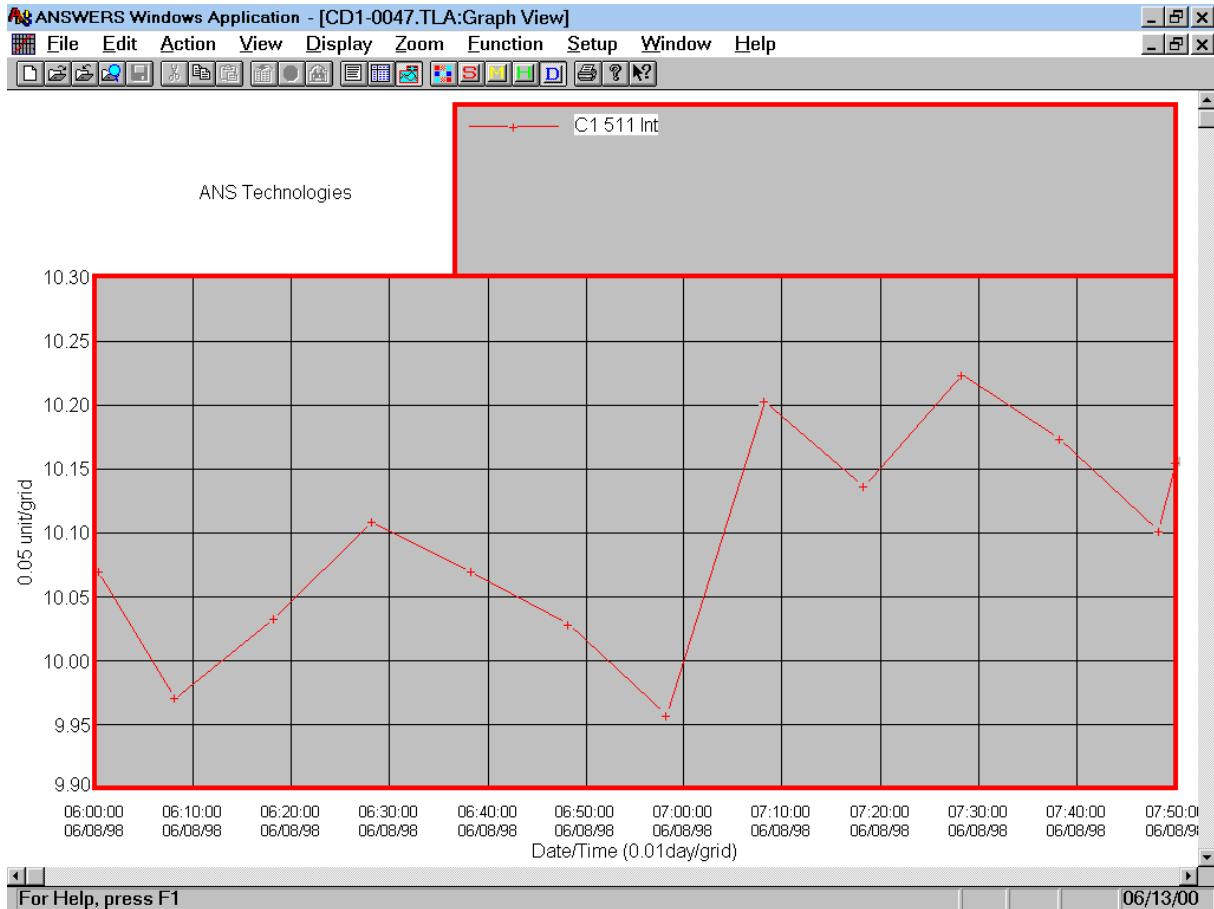 ANSWERS Windows Application - [CD1-0047.TLA:Graph View]
File Edit Action View Display Zoom Function Setup Window Help
S M H D
C1 511 Int
ANS Technologies
10.30
10.25
10.20
10.15
10.10
10.05
10.00
9.95
9.90
0.05 unit/grid
06:00:00 06:10:00 06:20:00 06:30:00 06:40:00 06:50:00 07:00:00 07:10:00 07:20:00 07:30:00 07:40:00 07:50:0
06/08/98 06/08/98 06/08/98 06/08/98 06/08/98 06/08/98 06/08/98 06/08/98 06/08/98 06/08/98 06/08/98 06/08/9
Date/Time (0.01day/grid)
For Help, press F1 06/13/00